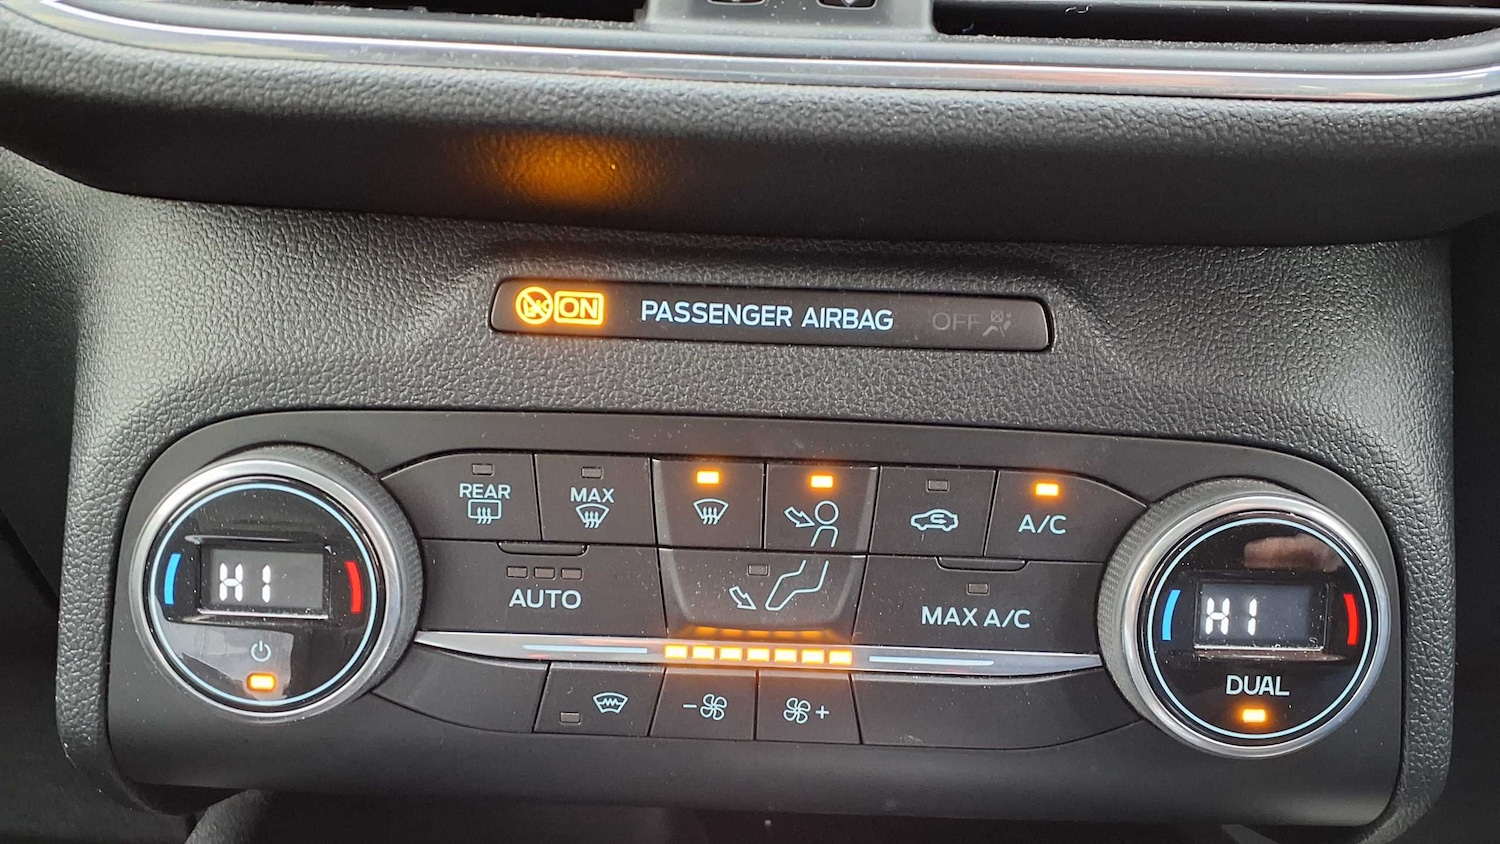 ON PASSENGER AIRBAG OFF
REAR MAX A/C
AUTO MAX A/C
HI HI
DUAL
- +